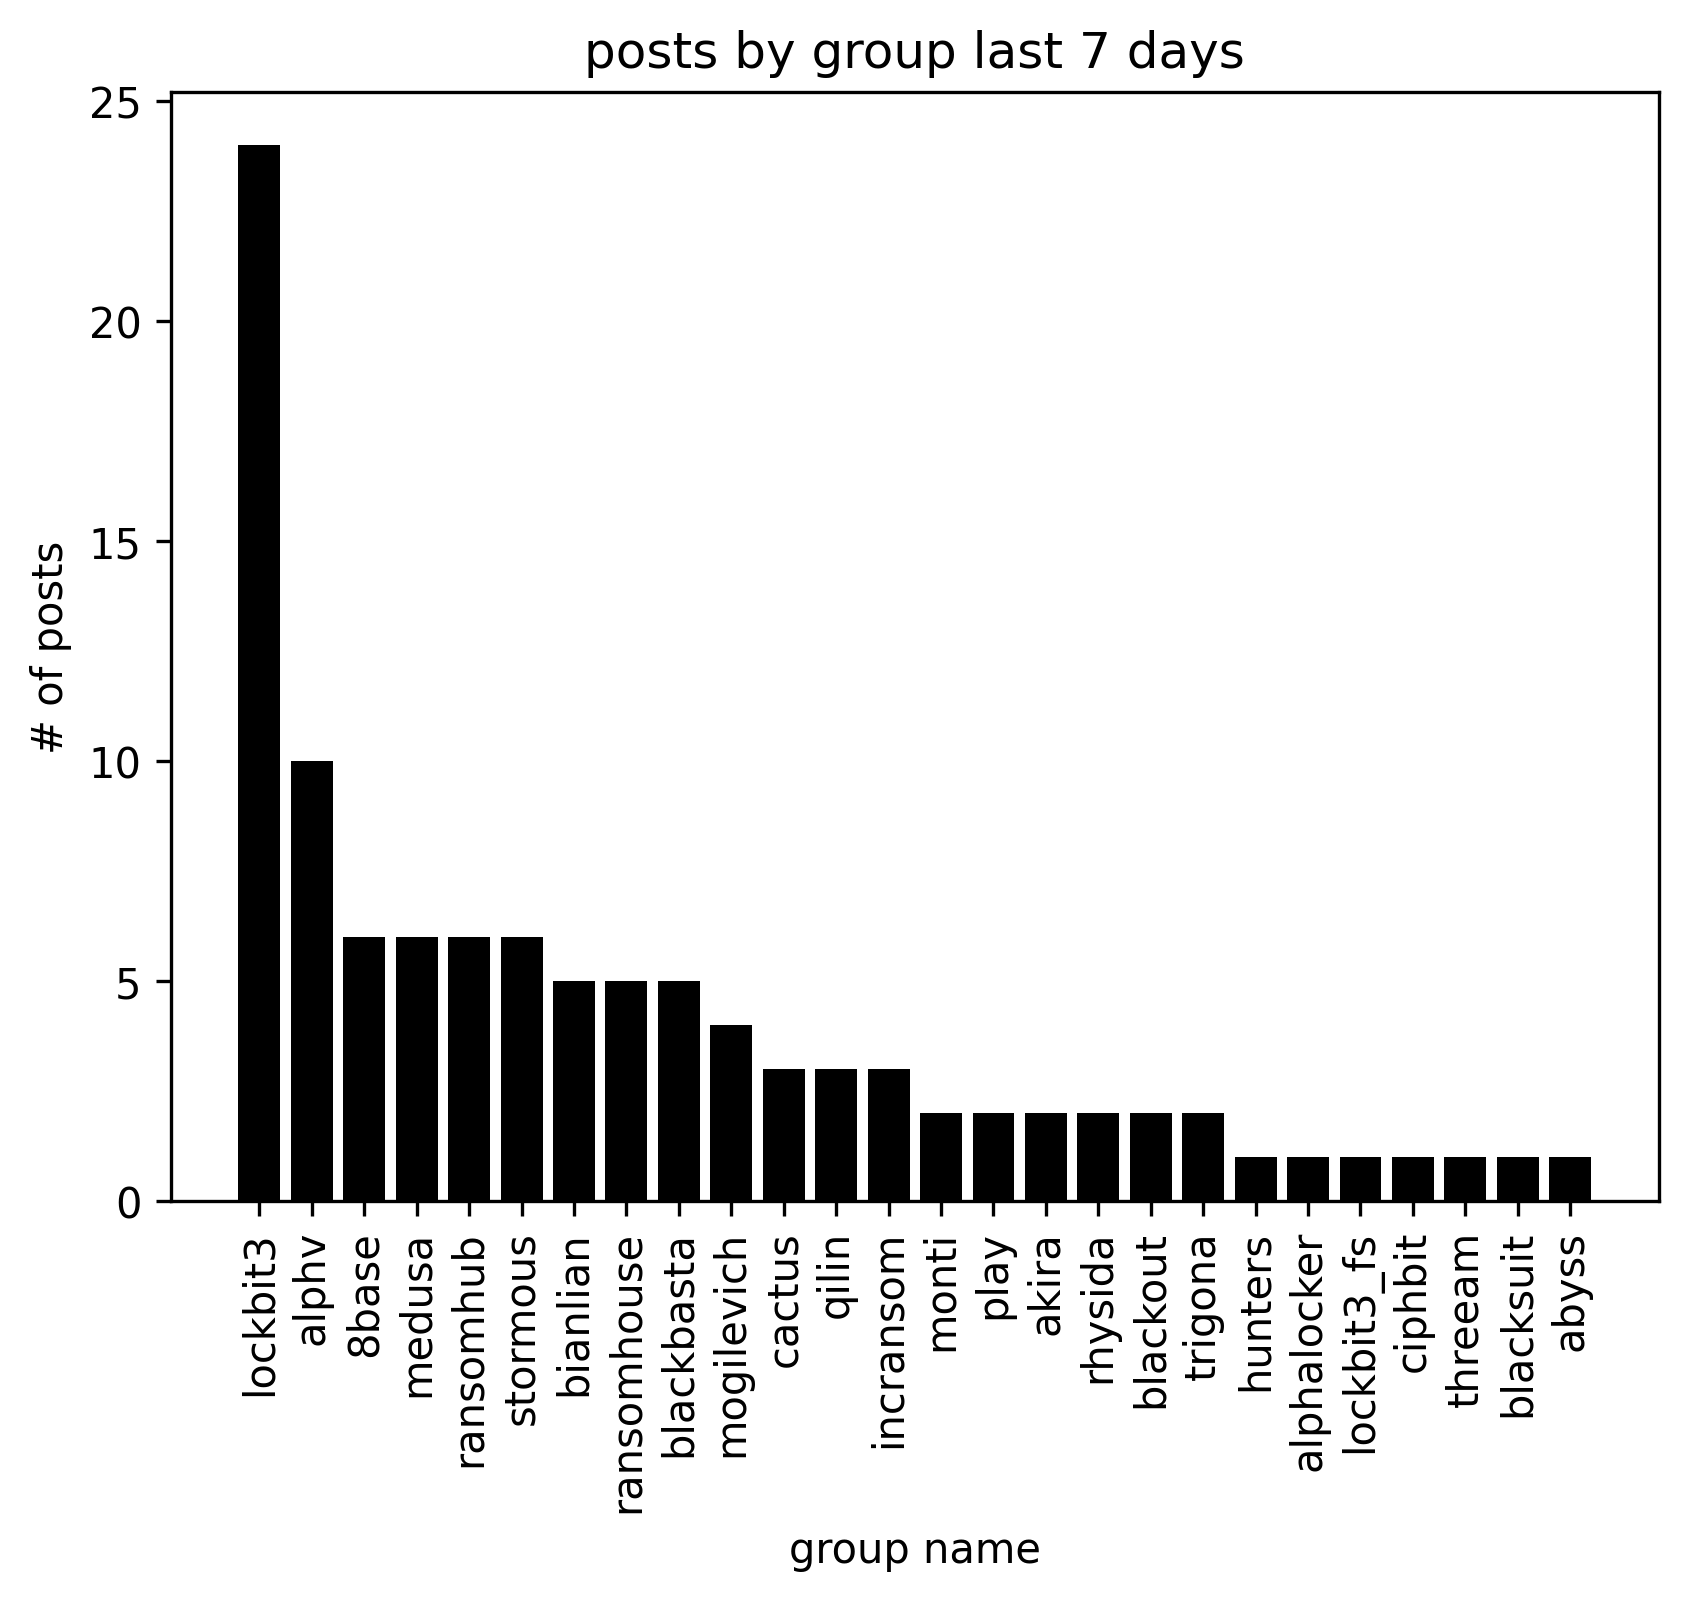 posts by group last 7 days
# of posts
25
20
15
10
5
0
lockbit3
alphv
8base
medusa
ransomhub
stormous
bianlian
ransomhouse
blackbasta
mogilevich
cactus
qilin
incransom
monti
play
akira
rhysida
blackout
trigona
hunters
alphalocker
lockbit3_fs
ciphbit
threeam
blacksuit
abyss
group name